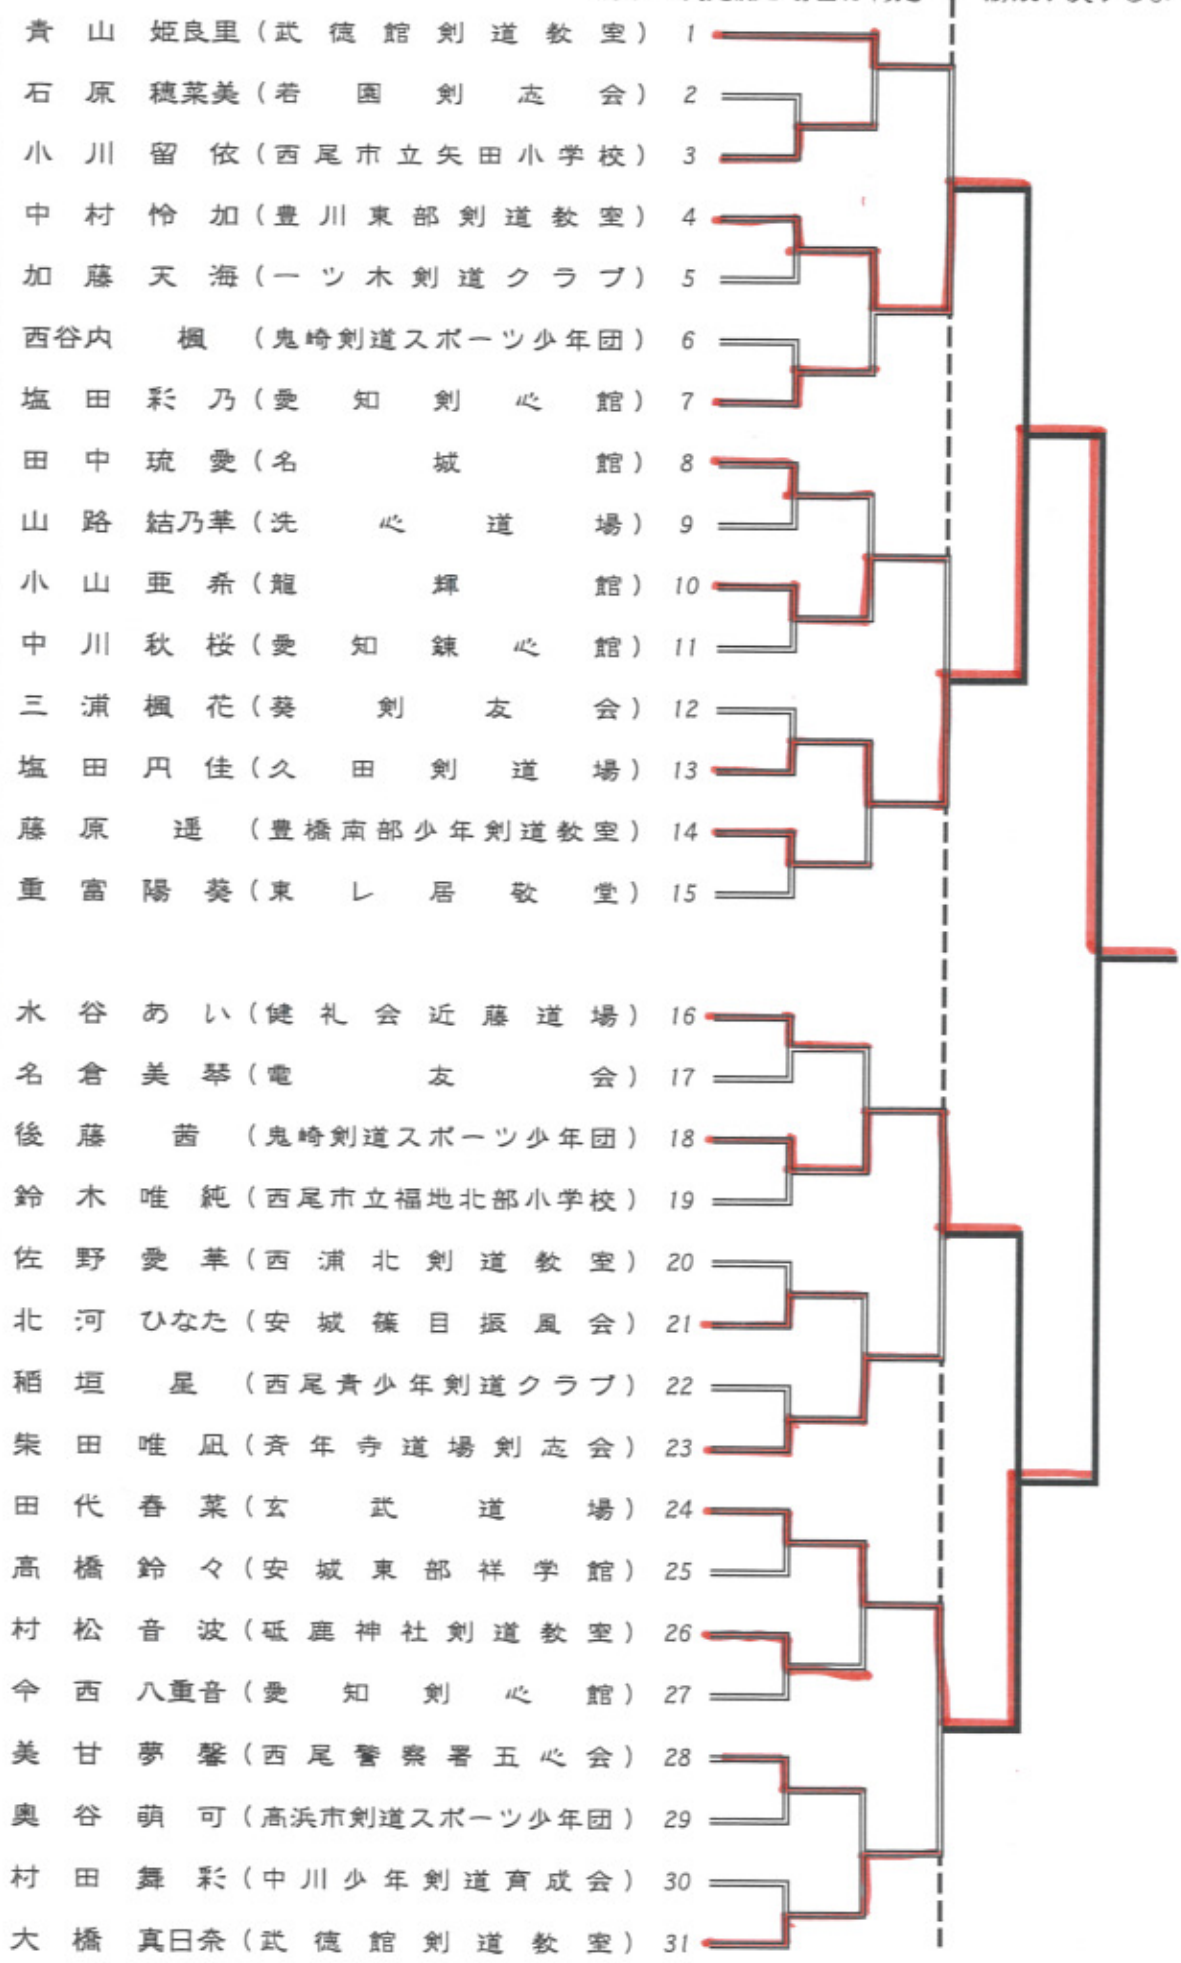 青山 姫良里 (武徳館剣道教室) 1
石原 穂菜美 (若園剣志会) 2
小川 留依 (西尾市立矢田小学校) 3
中村 怜加 (豊川東部剣道教室) 4
加藤 天海 (一ツ木剣道クラブ) 5
西谷内 楓 (鬼崎剣道スポーツ少年団) 6
塩田 彩乃 (愛知剣心館) 7
田中 琉愛 (名城館) 8
山路 結乃華 (洗心道場) 9
小山 亜希 (龍輝館) 10
中川 秋桜 (愛知錬心館) 11
三浦 楓花 (葵剣友会) 12
塩田 円佳 (久田剣道場) 13
藤原 遥 (豊橋南部少年剣道教室) 14
重富 陽葵 (東レ居敬堂) 15
水谷 あい (健礼会近藤道場) 16
名倉 美琴 (電友会) 17
後藤 茜 (鬼崎剣道スポーツ少年団) 18
鈴木 唯純 (西尾市立福地北部小学校) 19
佐野 愛華 (西浦北剣道教室) 20
北河 ひなた (安城篠目振風会) 21
稲垣 星 (西尾青少年剣道クラブ) 22
柴田 唯凪 (斉年寺道場剣志会) 23
田代 春菜 (玄武道場) 24
高橋 鈴々 (安城東部祥学館) 25
村松 音波 (砥鹿神社剣道教室) 26
今西 八重音 (愛知剣心館) 27
美甘 夢馨 (西尾警察署五心会) 28
奥谷 萌可 (高浜市剣道スポーツ少年団) 29
村田 舞彩 (中川少年剣道育成会) 30
大橋 真日奈 (武徳館剣道教室) 31